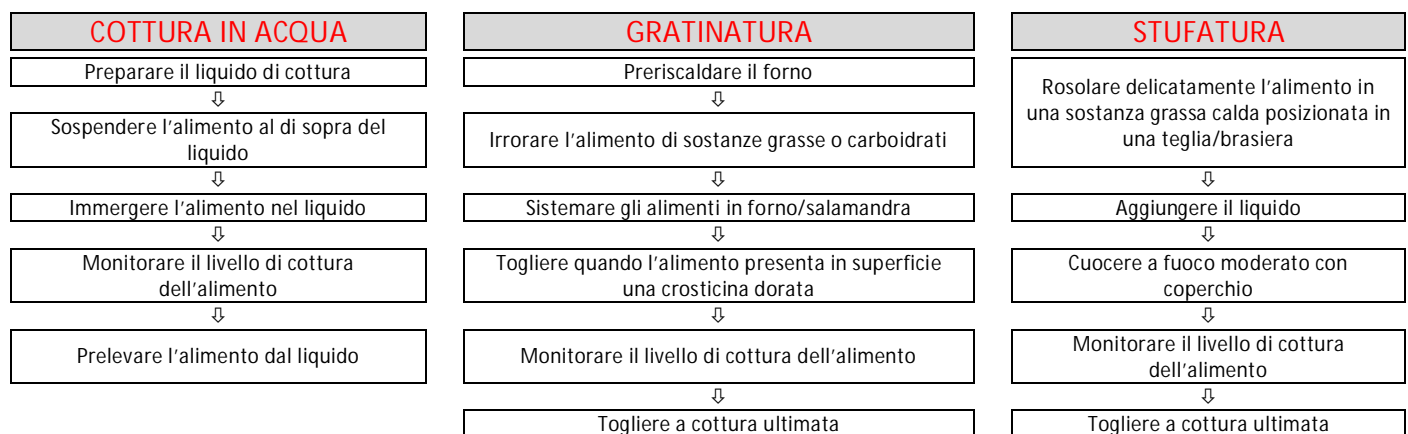 COTTURA IN ACQUA
Preparare il liquido di cottura
⇩
Sospendere l'alimento al di sopra del
liquido
⇩
Immergere l'alimento nel liquido
⇩
Monitorare il livello di cottura
dell'alimento
⇩
Prelevare l'alimento dal liquido
GRATINATURA
Preriscaldare il forno
⇩
Irrorare l'alimento di sostanze grasse o carboidrati
⇩
Sistemare gli alimenti in forno/salamandra
⇩
Togliere quando l'alimento presenta in superficie
una crosticina dorata
⇩
Monitorare il livello di cottura dell'alimento
⇩
Togliere a cottura ultimata
STUFATURA
Rosolare delicatamente l'alimento in
una sostanza grassa calda posizionata in
una teglia/brasiera
⇩
Aggiungere il liquido
⇩
Cuocere a fuoco moderato con
coperchio
⇩
Monitorare il livello di cottura
dell'alimento
⇩
Togliere a cottura ultimata